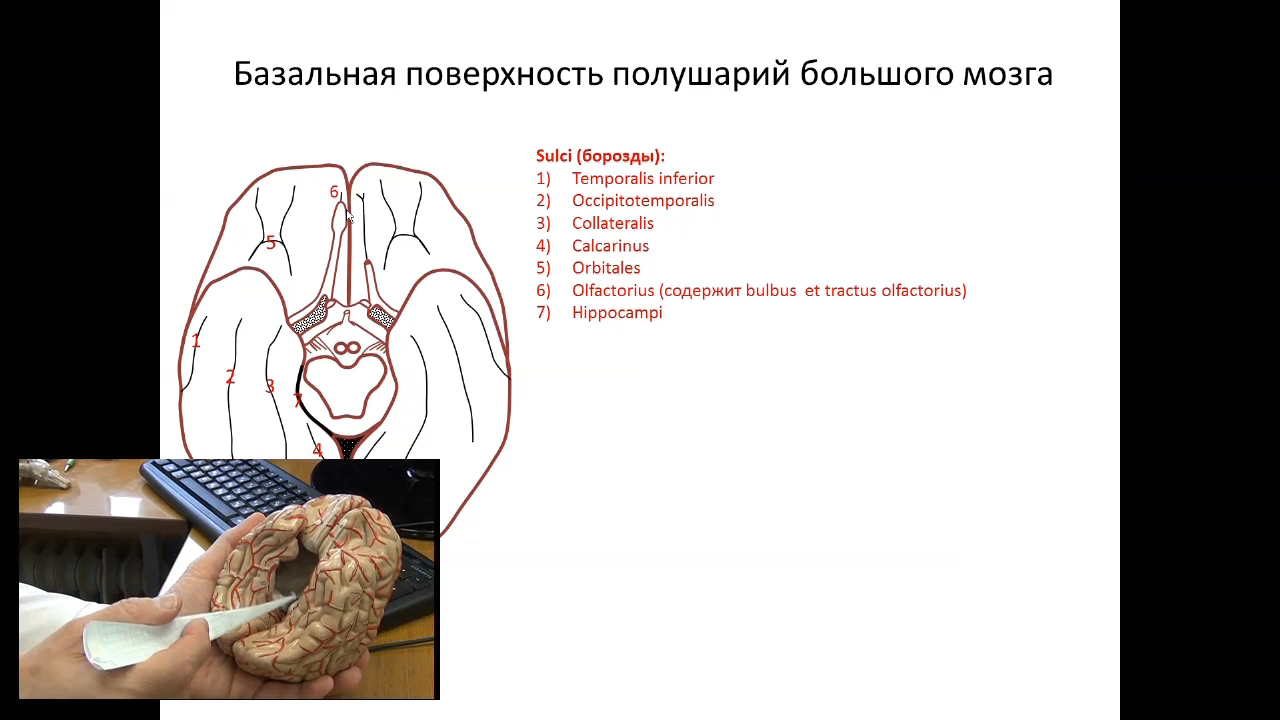 Базальная поверхность полушарий большого мозга
Sulci (борозды):
1) Temporalis inferior
2) Occipitotemporalis
3) Collateralis
4) Calcarinus
5) Orbitales
6) Olfactorius (содержит bulbus et tractus olfactorius)
7) Hippocampi
6
5
1
2
3
7
4